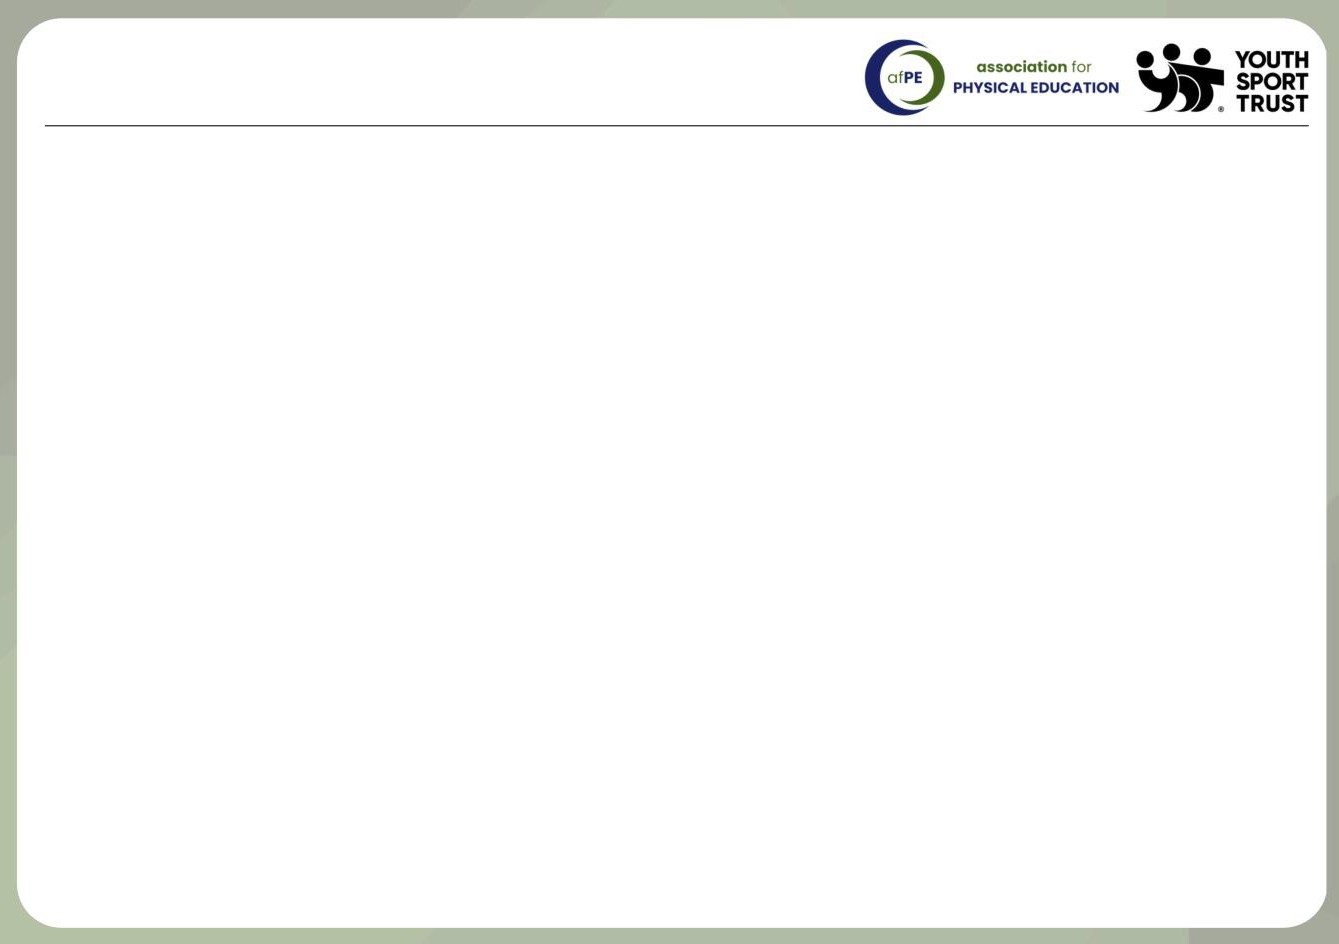 afPE
association for
PHYSICAL EDUCATION
YOUTH
SPORT
TRUST
®